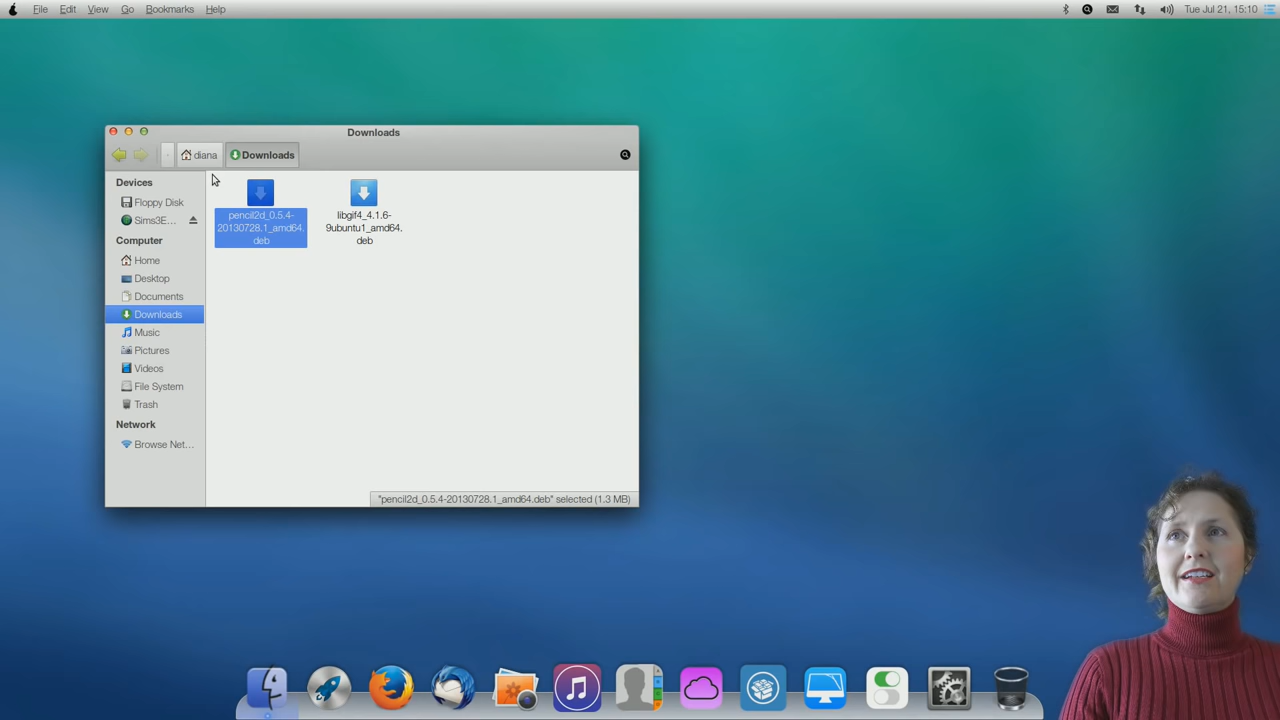 File Edit View Go Bookmarks Help
Tue Jul 21, 15:10
Downloads
diana
Downloads
Devices
Floppy Disk
Sims3E...
Computer
Home
Desktop
Documents
Downloads
Music
Pictures
Videos
File System
Trash
Network
Browse Net...
pencil2d_0.5.4-
20130728.1_amd64.
deb
libgif4_4.1.6-
9ubuntu1_amd64.
deb
"pencil2d_0.5.4-20130728.1_amd64.deb" selected (1.3 MB)